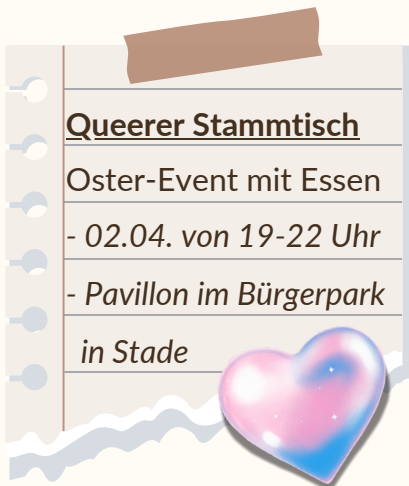 Queerer Stammtisch
Oster-Event mit Essen
- 02.04. von 19-22 Uhr
- Pavillon im Bürgerpark
in Stade